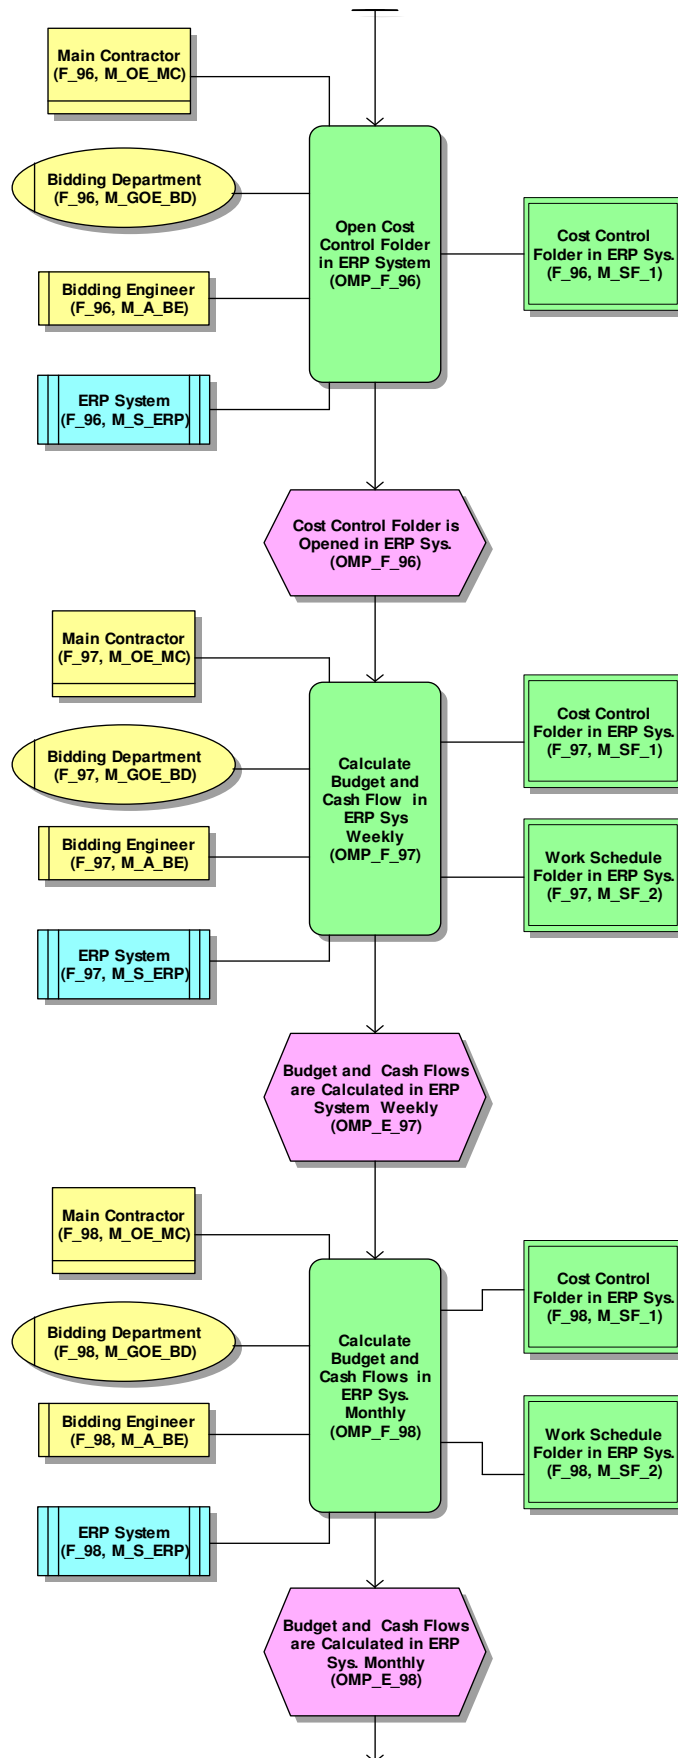 Main Contractor
(F_96, M_OE_MC)
Bidding Department
(F_96, M_GOE_BD)
Bidding Engineer
(F_96, M_A_BE)
ERP System
(F_96, M_S_ERP)
Open Cost
Control Folder
in ERP System
(OMP_F_96)
Cost Control
Folder in ERP Sys.
(F_96, M_SF_1)
Cost Control Folder is
Opened in ERP Sys.
(OMP_F_96)
Main Contractor
(F_97, M_OE_MC)
Bidding Department
(F_97, M_GOE_BD)
Bidding Engineer
(F_97, M_A_BE)
ERP System
(F_97, M_S_ERP)
Calculate
Budget and
Cash Flow in
ERP Sys
Weekly
(OMP_F_97)
Cost Control
Folder in ERP Sys.
(F_97, M_SF_1)
Work Schedule
Folder in ERP Sys.
(F_97, M_SF_2)
Budget and Cash Flows
are Calculated in ERP
System Weekly
(OMP_E_97)
Main Contractor
(F_98, M_OE_MC)
Bidding Department
(F_98, M_GOE_BD)
Bidding Engineer
(F_98, M_A_BE)
ERP System
(F_98, M_S_ERP)
Calculate
Budget and
Cash Flows in
ERP Sys.
Monthly
(OMP_F_98)
Cost Control
Folder in ERP Sys.
(F_98, M_SF_1)
Work Schedule
Folder in ERP Sys.
(F_98, M_SF_2)
Budget and Cash Flows
are Calculated in ERP
Sys. Monthly
(OMP_E_98)